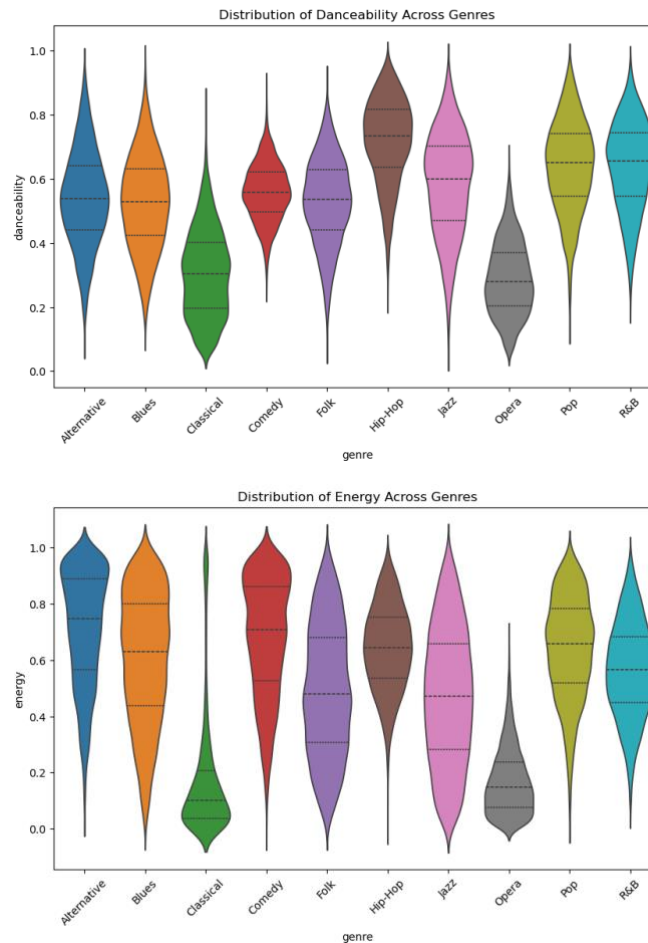 Distribution of Danceability Across Genres
1.0
0.8
0.6
0.4
0.2
0.0
danceability
Alternative
Blues
Classical
Comedy
Folk
Hip-Hop
Jazz
Opera
Pop
R&B
genre
Distribution of Energy Across Genres
1.0
0.8
0.6
0.4
0.2
0.0
energy
Alternative
Blues
Classical
Comedy
Folk
Hip-Hop
Jazz
Opera
Pop
R&B
genre